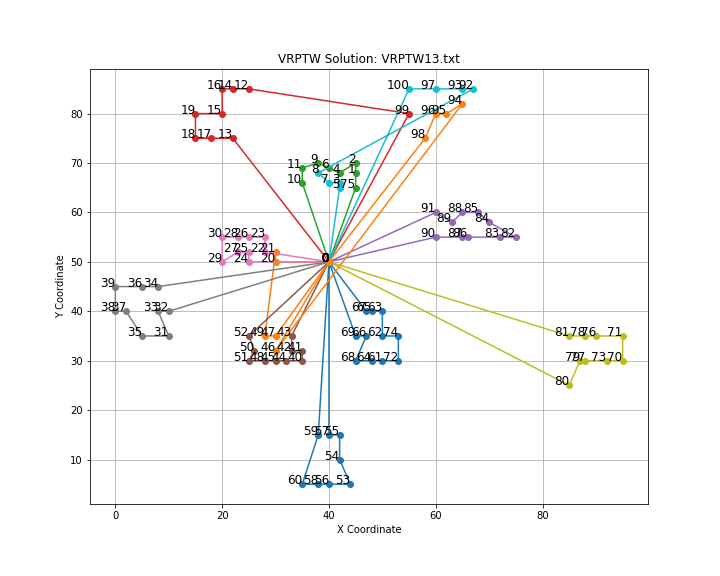 VRPTW Solution: VRPTW13.txt
16 14 12 100 97 93 92
19 15 99 96 95 94
18 17 13 98
11 9 6 2
10 8 7 4 1
3 5 75
30 28 26 23 91 88 85
27 25 22 21 89 84
29 24 20 0 90 87 86 83 82
39 36 34
38 37 33 32 67 65 63
35 31 52 49 47 43 69 66 62 74 81 78 76 71
50 46 42 41
51 48 45 44 40 68 64 61 72 79 77 73 70
80
59 57 55
54
60 58 56 53
80
70
60
50
40
30
20
10
0 20 40 60 80
Y Coordinate
X Coordinate